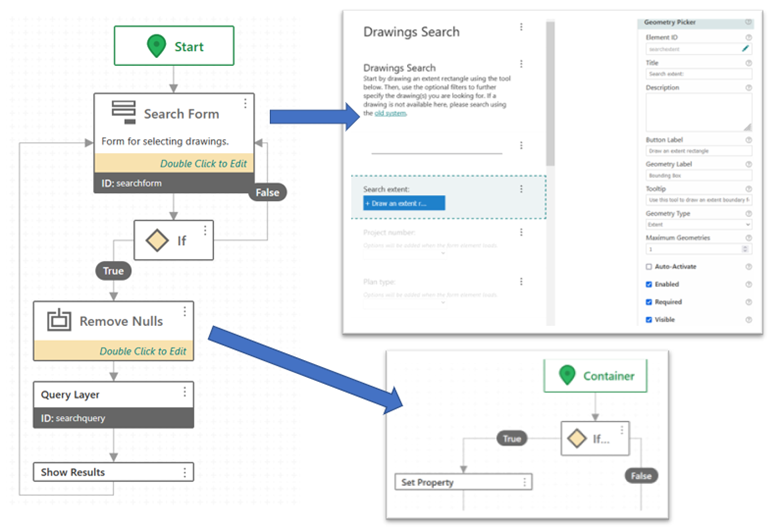 Start
Search Form
Form for selecting drawings.
Double Click to Edit
ID: searchform
False
If
True
Remove Nulls
Double Click to Edit
Query Layer
ID: searchquery
Show Results
Drawings Search
Drawings Search
Start by drawing an extent rectangle using the tool
below. Then, use the optional filters to further
specify the drawing(s) you are looking for. If a
drawing is not available here, please search using
the old system.
Search extent:
+ Draw an extent r...
Project number:
Options will be added when the form element loads.
Plan type:
Options will be added when the form element loads.
Geometry Picker
Element ID
searchextent
Title
Search extent:
Description
Button Label
Draw an extent rectangle
Geometry Label
Bounding Box
Tooltip
Use this tool to draw an extent boundary
Geometry Type
Extent
Maximum Geometries
1
Auto-Activate
Enabled
Required
Visible
Container
If...
True
False
Set Property